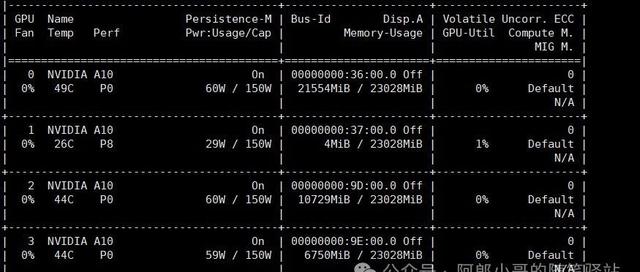 GPU Name Persistence-M | Bus-Id Disp.A | Volatile Uncorr. ECC
Fan Temp Perf Pwr:Usage/Cap | Memory-Usage | GPU-Util Compute M.
MIG M.
0 NVIDIA A10 On | 00000000:36:00.0 Off | 0
0% 49C P0 60W / 150W | 21554MiB / 23028MiB | 0% Default
N/A
1 NVIDIA A10 On | 00000000:37:00.0 Off | 0
0% 26C P8 29W / 150W | 4MiB / 23028MiB | 1% Default
N/A
2 NVIDIA A10 On | 00000000:9D:00.0 Off | 0
0% 44C P0 60W / 150W | 10729MiB / 23028MiB | 0% Default
N/A
3 NVIDIA A10 On | 00000000:9E:00.0 Off | 0
0% 44C P0 59W / 150W | 6750MiB / 23028MiB | 0% Default
N/A
公众号 · 阿郎小哥的随笔驿站